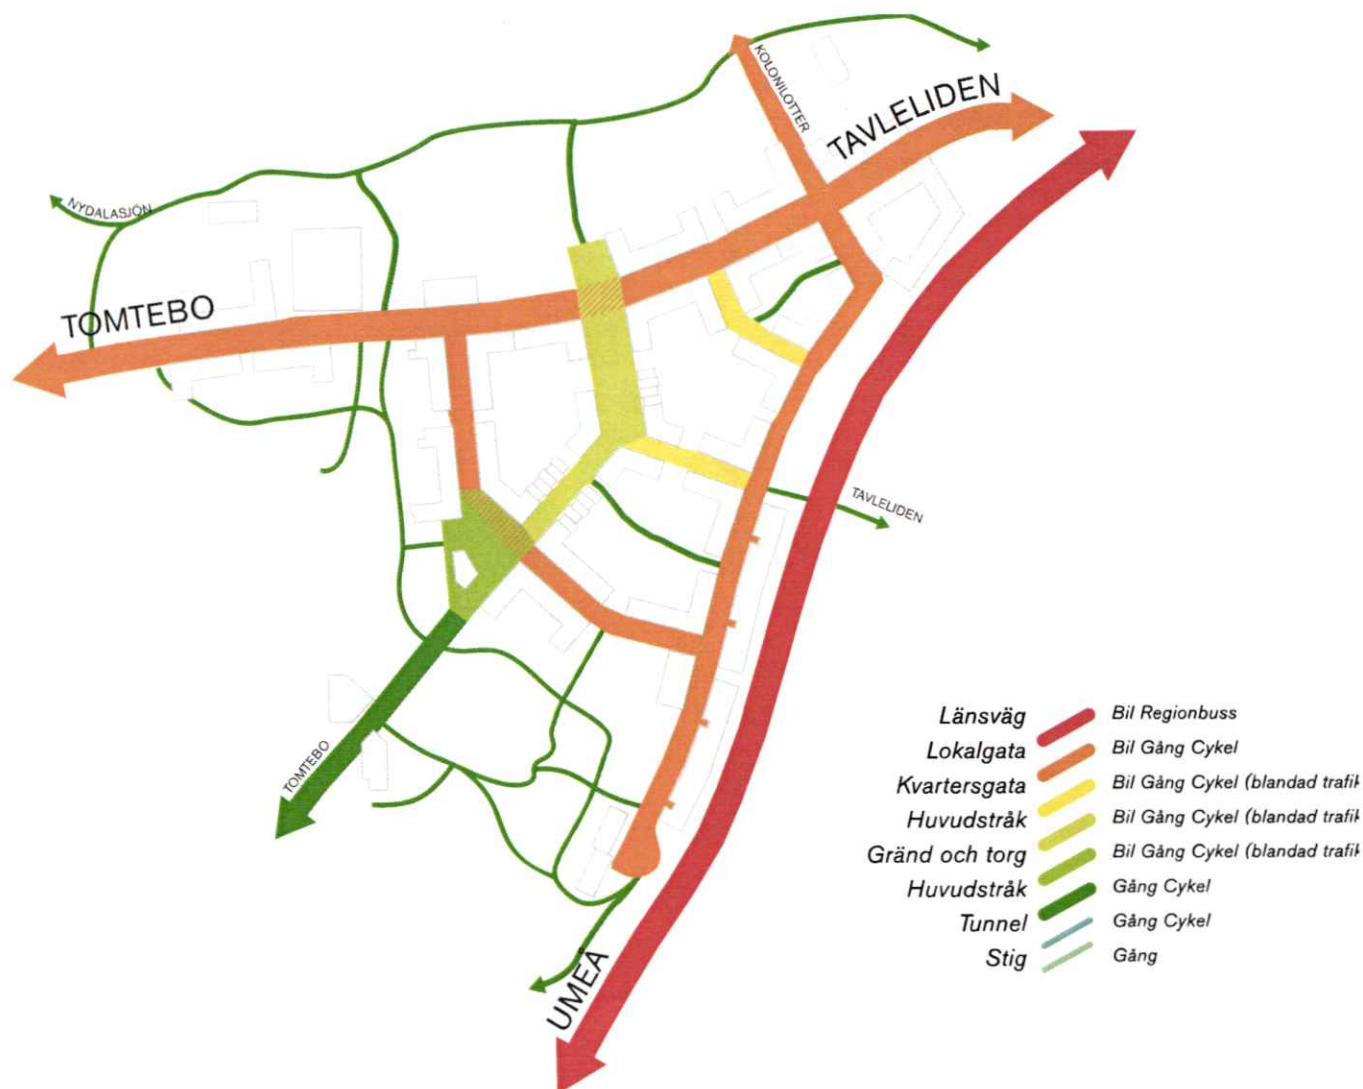 KOLONILOTTER
TAVLELIDEN
NYDALASJÖN
TOMTEBO
TAVLELIDEN
TOMTEBO
UMEÅ
Länsväg Bil Regionbuss
Lokalgata Bil Gång Cykel
Kvartersgata Bil Gång Cykel (blandad trafik
Huvudstråk Bil Gång Cykel (blandad trafik
Gränd och torg Bil Gång Cykel (blandad trafik
Huvudstråk Gång Cykel
Tunnel Gång Cykel
Stig Gång